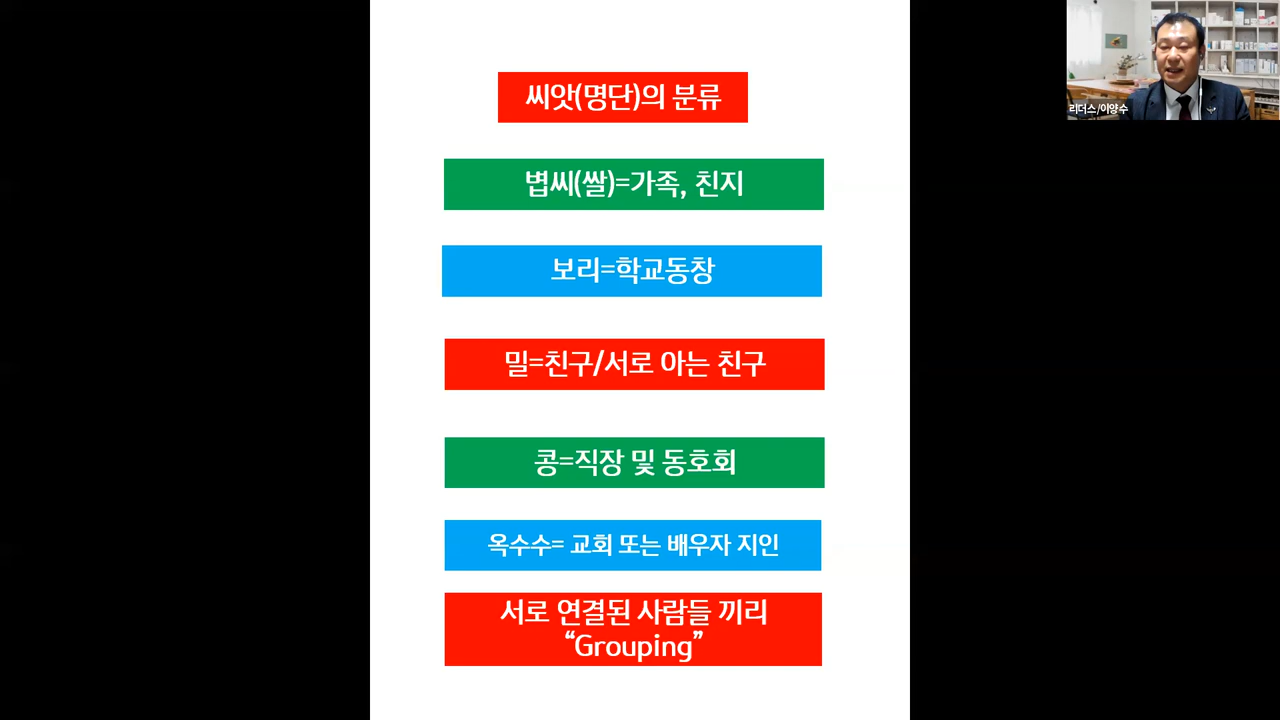 씨앗(명단)의 분류
볍씨(쌀)=가족, 친지
보리=학교동창
밀=친구/서로 아는 친구
콩=직장 및 동호회
옥수수= 교회 또는 배우자 지인
서로 연결된 사람들 끼리
“Grouping”
리더스/이양수